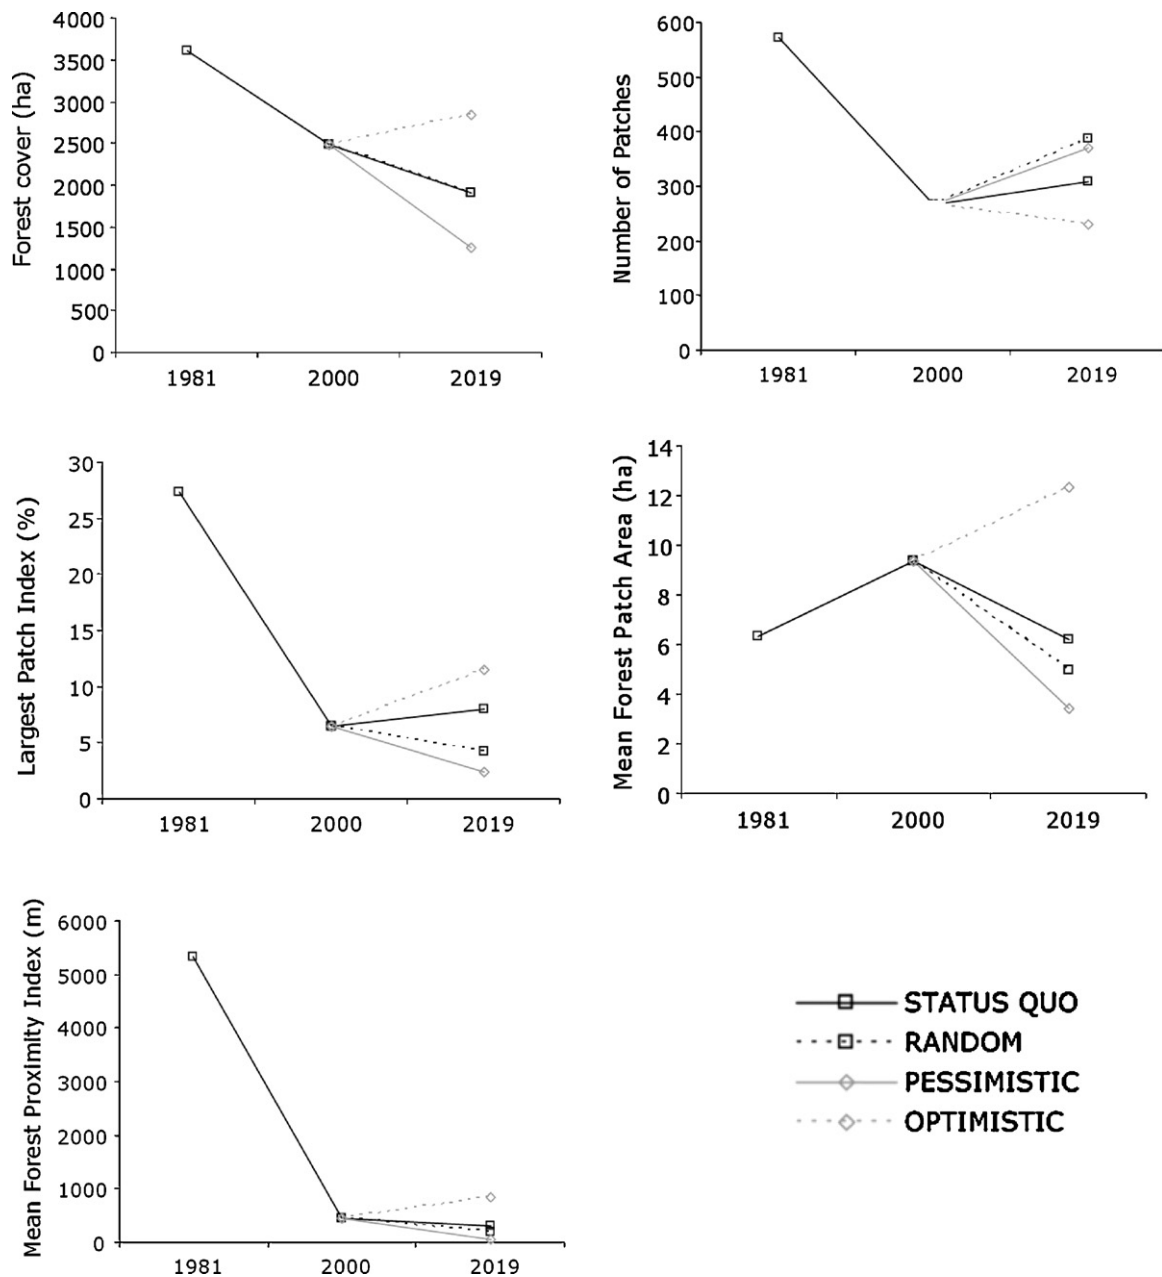 Forest cover (ha)
4000
3500
3000
2500
2000
1500
1000
500
0
1981 2000 2019
Number of Patches
600
500
400
300
200
100
0
1981 2000 2019
Largest Patch Index (%)
30
25
20
15
10
5
0
1981 2000 2019
Mean Forest Patch Area (ha)
14
12
10
8
6
4
2
0
1981 2000 2019
Mean Forest Proximity Index (m)
6000
5000
4000
3000
2000
1000
0
1981 2000 2019
STATUS QUO
RANDOM
PESSIMISTIC
OPTIMISTIC